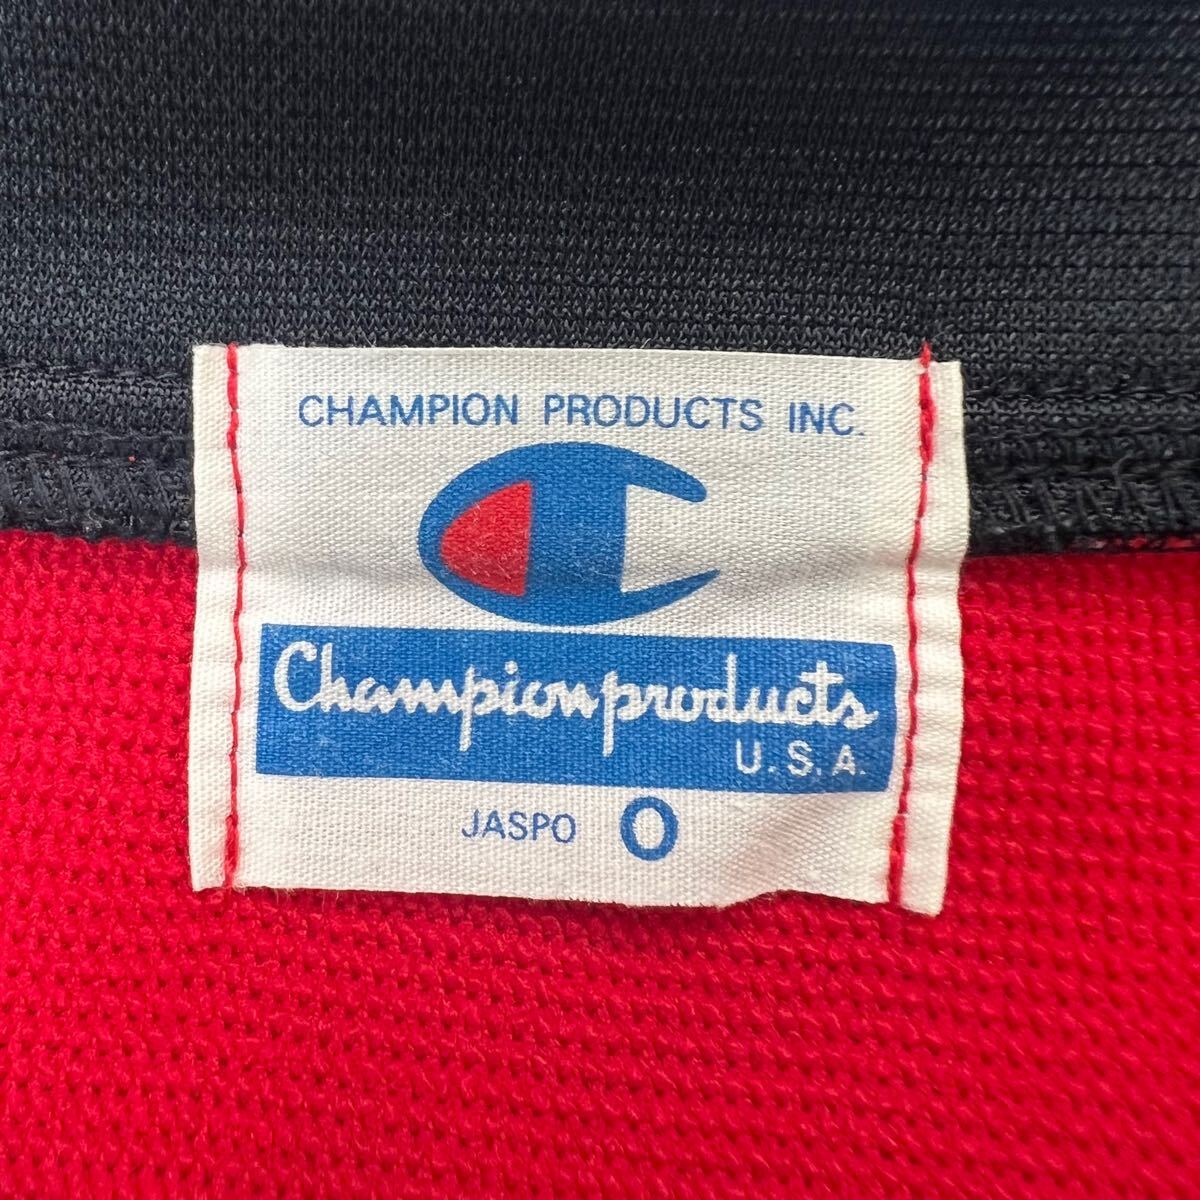 CHAMPION PRODUCTS INC.
Championproducts
U.S.A.
JASPO O